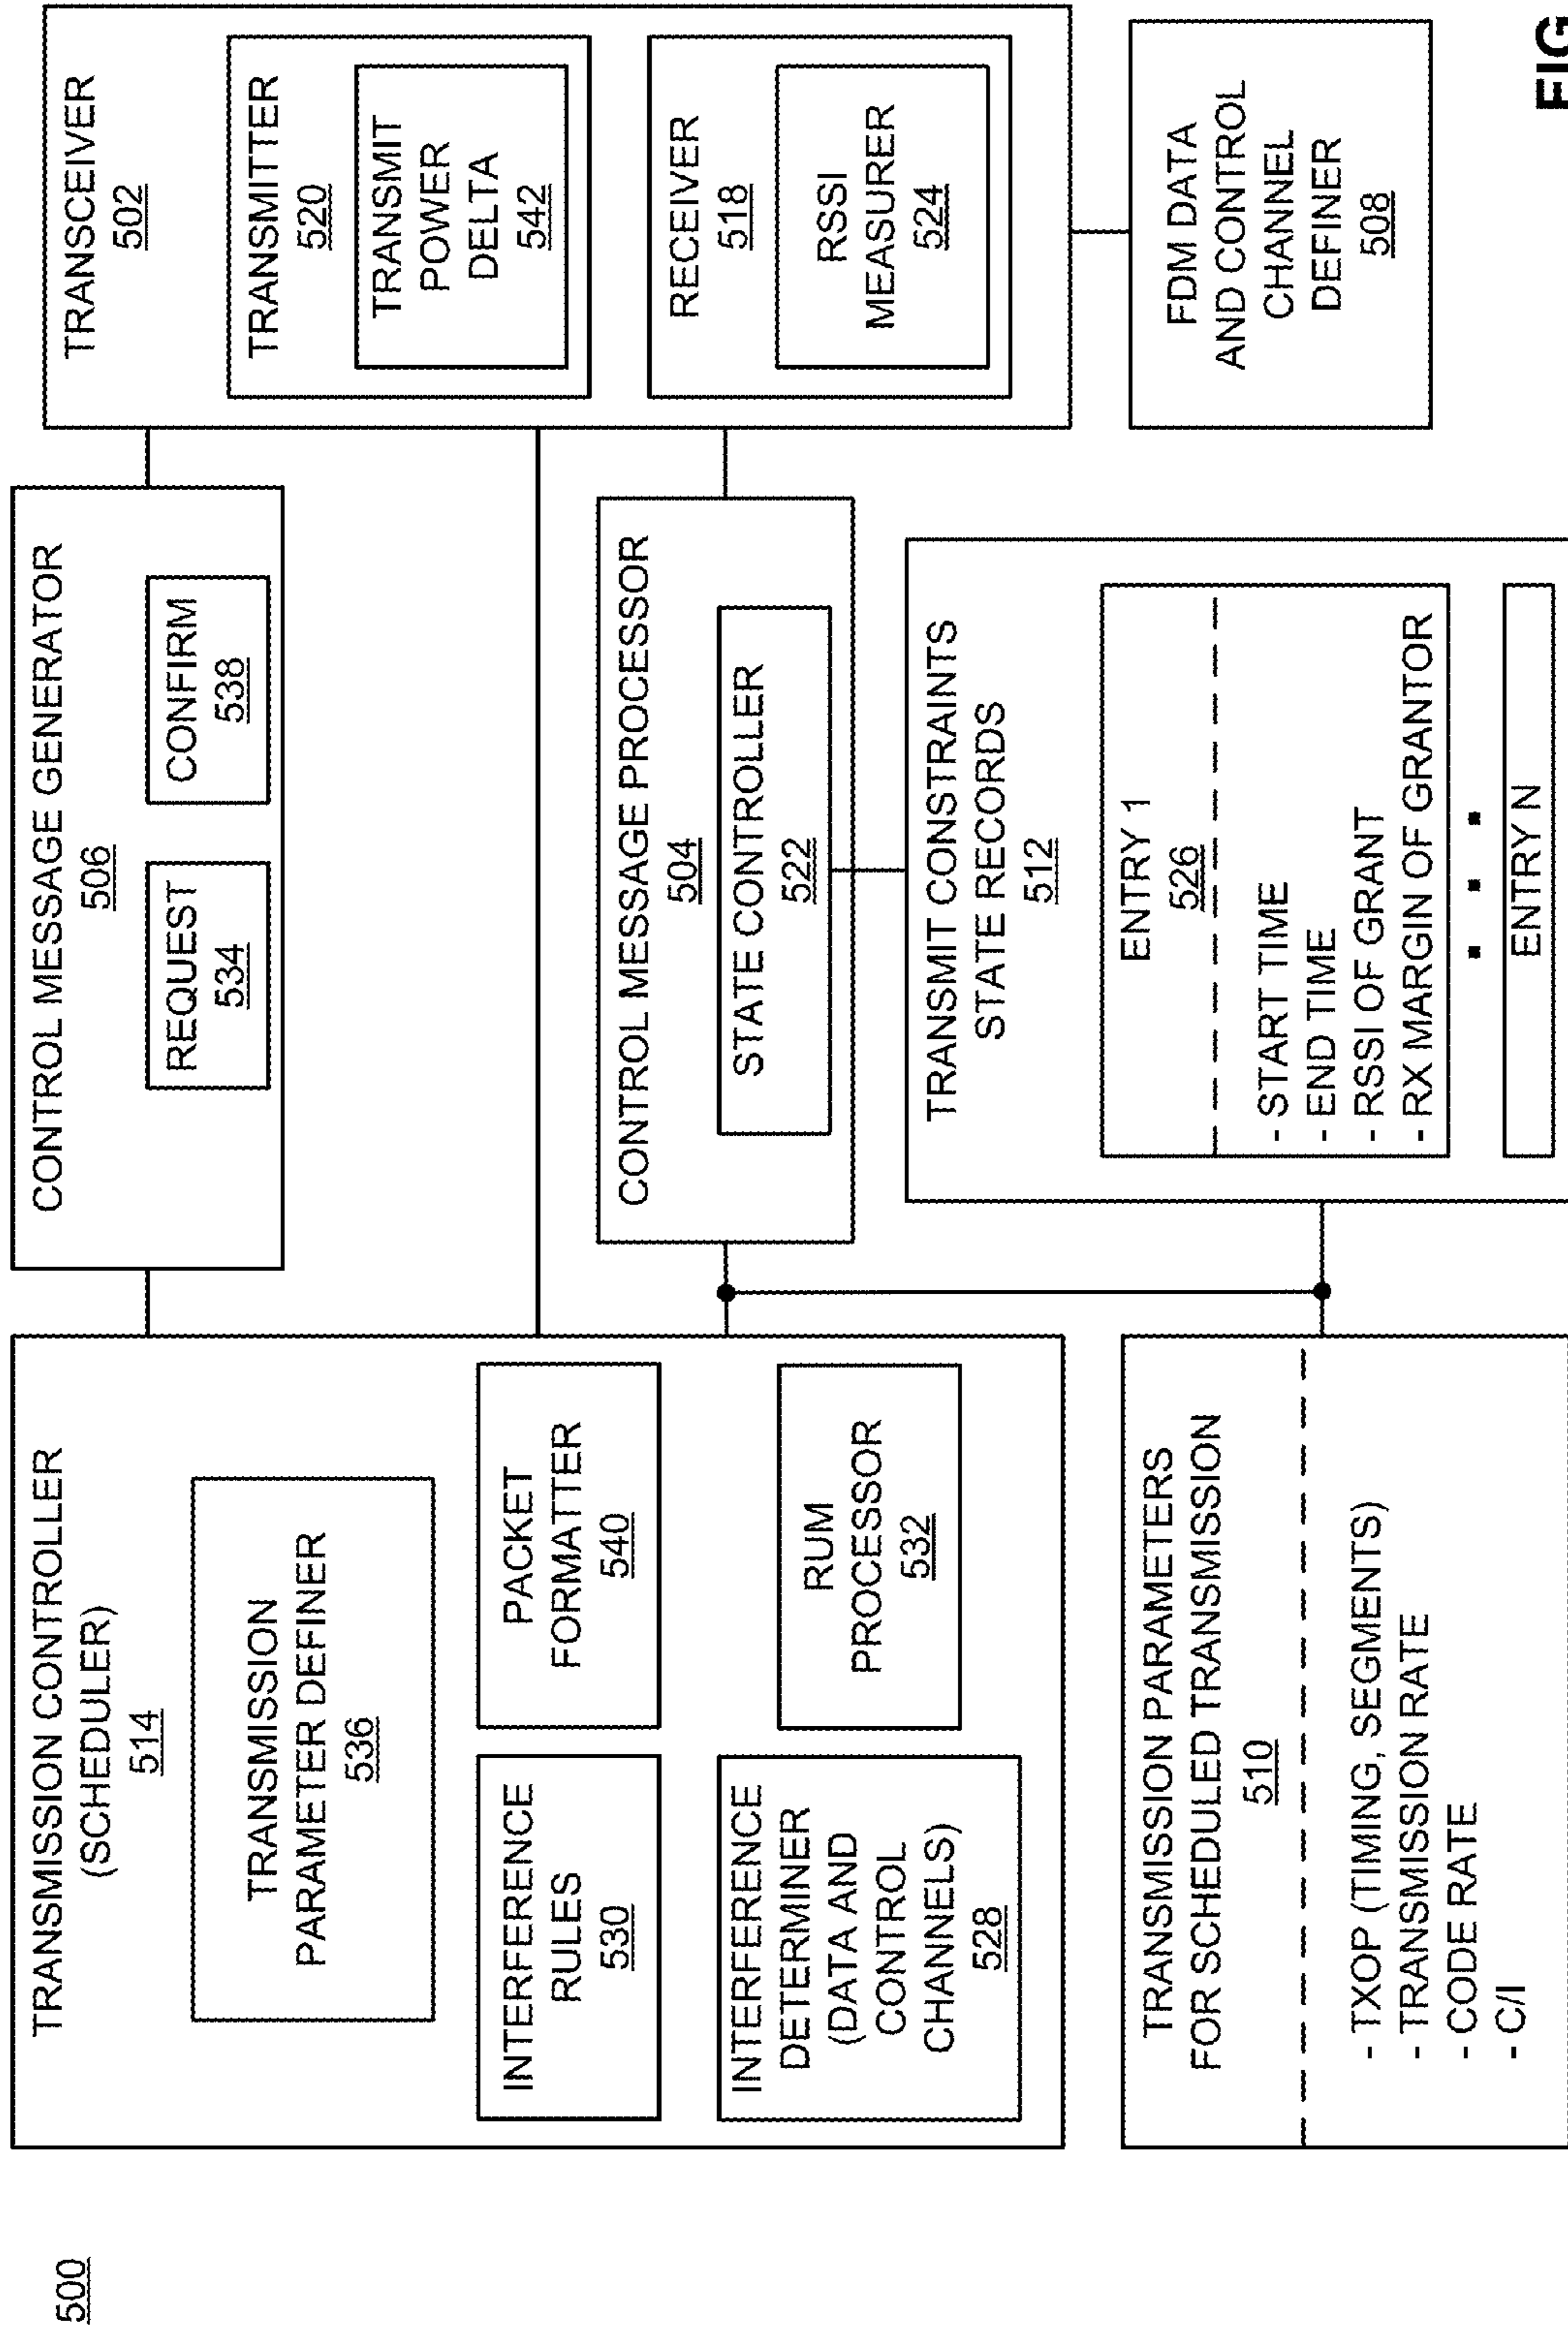 500
TRANSMISSION CONTROLLER
(SCHEDULER)
514
TRANSMISSION
PARAMETER DEFINER
536
INTERFERENCE
RULES
530
PACKET
FORMATTER
540
INTERFERENCE
DETERMINER
(DATA AND
CONTROL
CHANNELS)
528
RUM
PROCESSOR
532
TRANSMISSION PARAMETERS
FOR SCHEDULED TRANSMISSION
510
- TXOP (TIMING, SEGMENTS)
- TRANSMISSION RATE
- CODE RATE
- C/I
CONTROL MESSAGE GENERATOR
506
REQUEST
534
CONFIRM
538
CONTROL MESSAGE PROCESSOR
504
STATE CONTROLLER
522
TRANSMIT CONSTRAINTS
STATE RECORDS
512
ENTRY 1
526
- START TIME
- END TIME
- RSSI OF GRANT
- RX MARGIN OF GRANTOR
ENTRY N
TRANSCEIVER
502
TRANSMITTER
520
TRANSMIT
POWER
DELTA
542
RECEIVER
518
RSSI
MEASURER
524
FDM DATA
AND CONTROL
CHANNEL
DEFINER
508
FIG